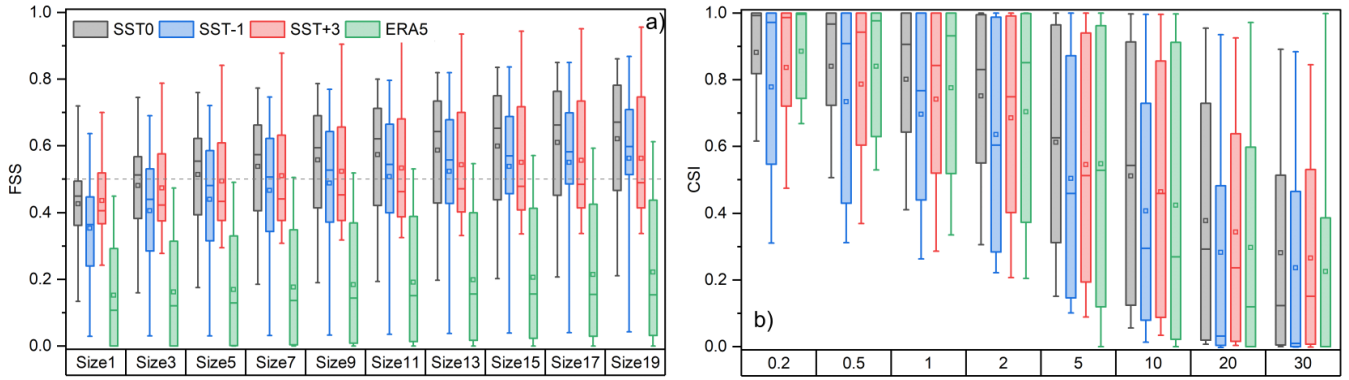 1.0
0.8
0.6
0.4
0.2
0.0
FSS
SST0 SST-1 SST+3 ERA5
a)
Size1 Size3 Size5 Size7 Size9 Size11 Size13 Size15 Size17 Size19
1.0
0.8
0.6
0.4
0.2
0.0
CSI
b)
0.2 0.5 1 2 5 10 20 30